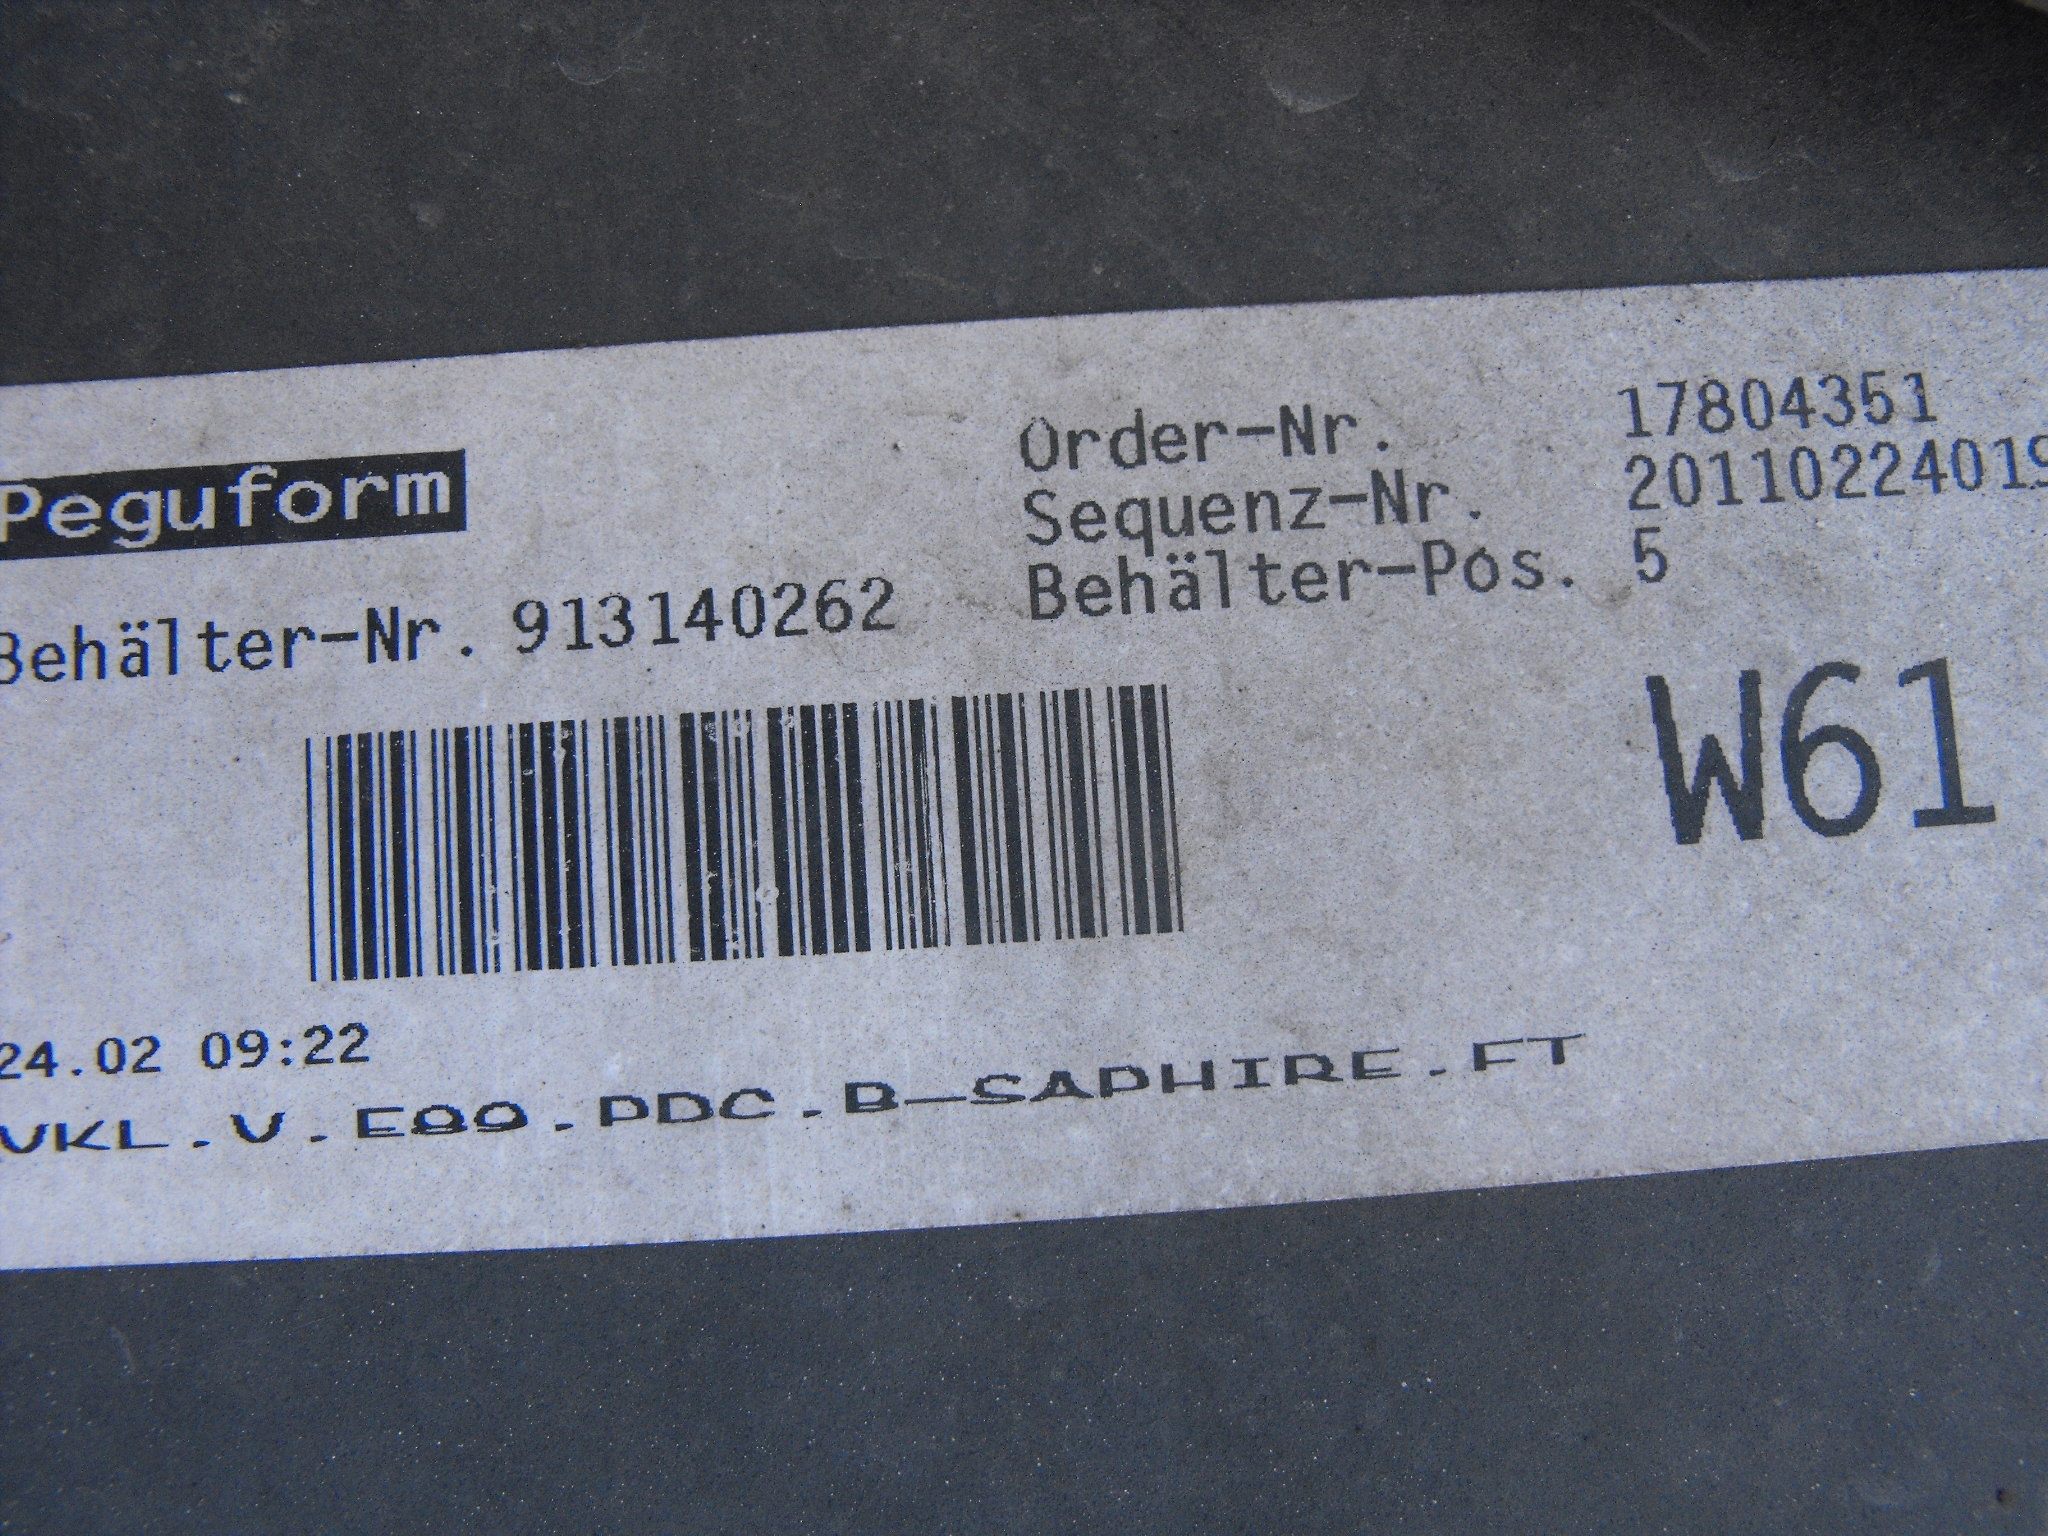 Peguform
Order-Nr. 17804351
Sequenz-Nr. 20110224019
Behälter-Pos. 5
Behälter-Nr. 913140262
W61
24.02 09:22
VKL.V.E89.PDC.B_SAPHIRE.FT